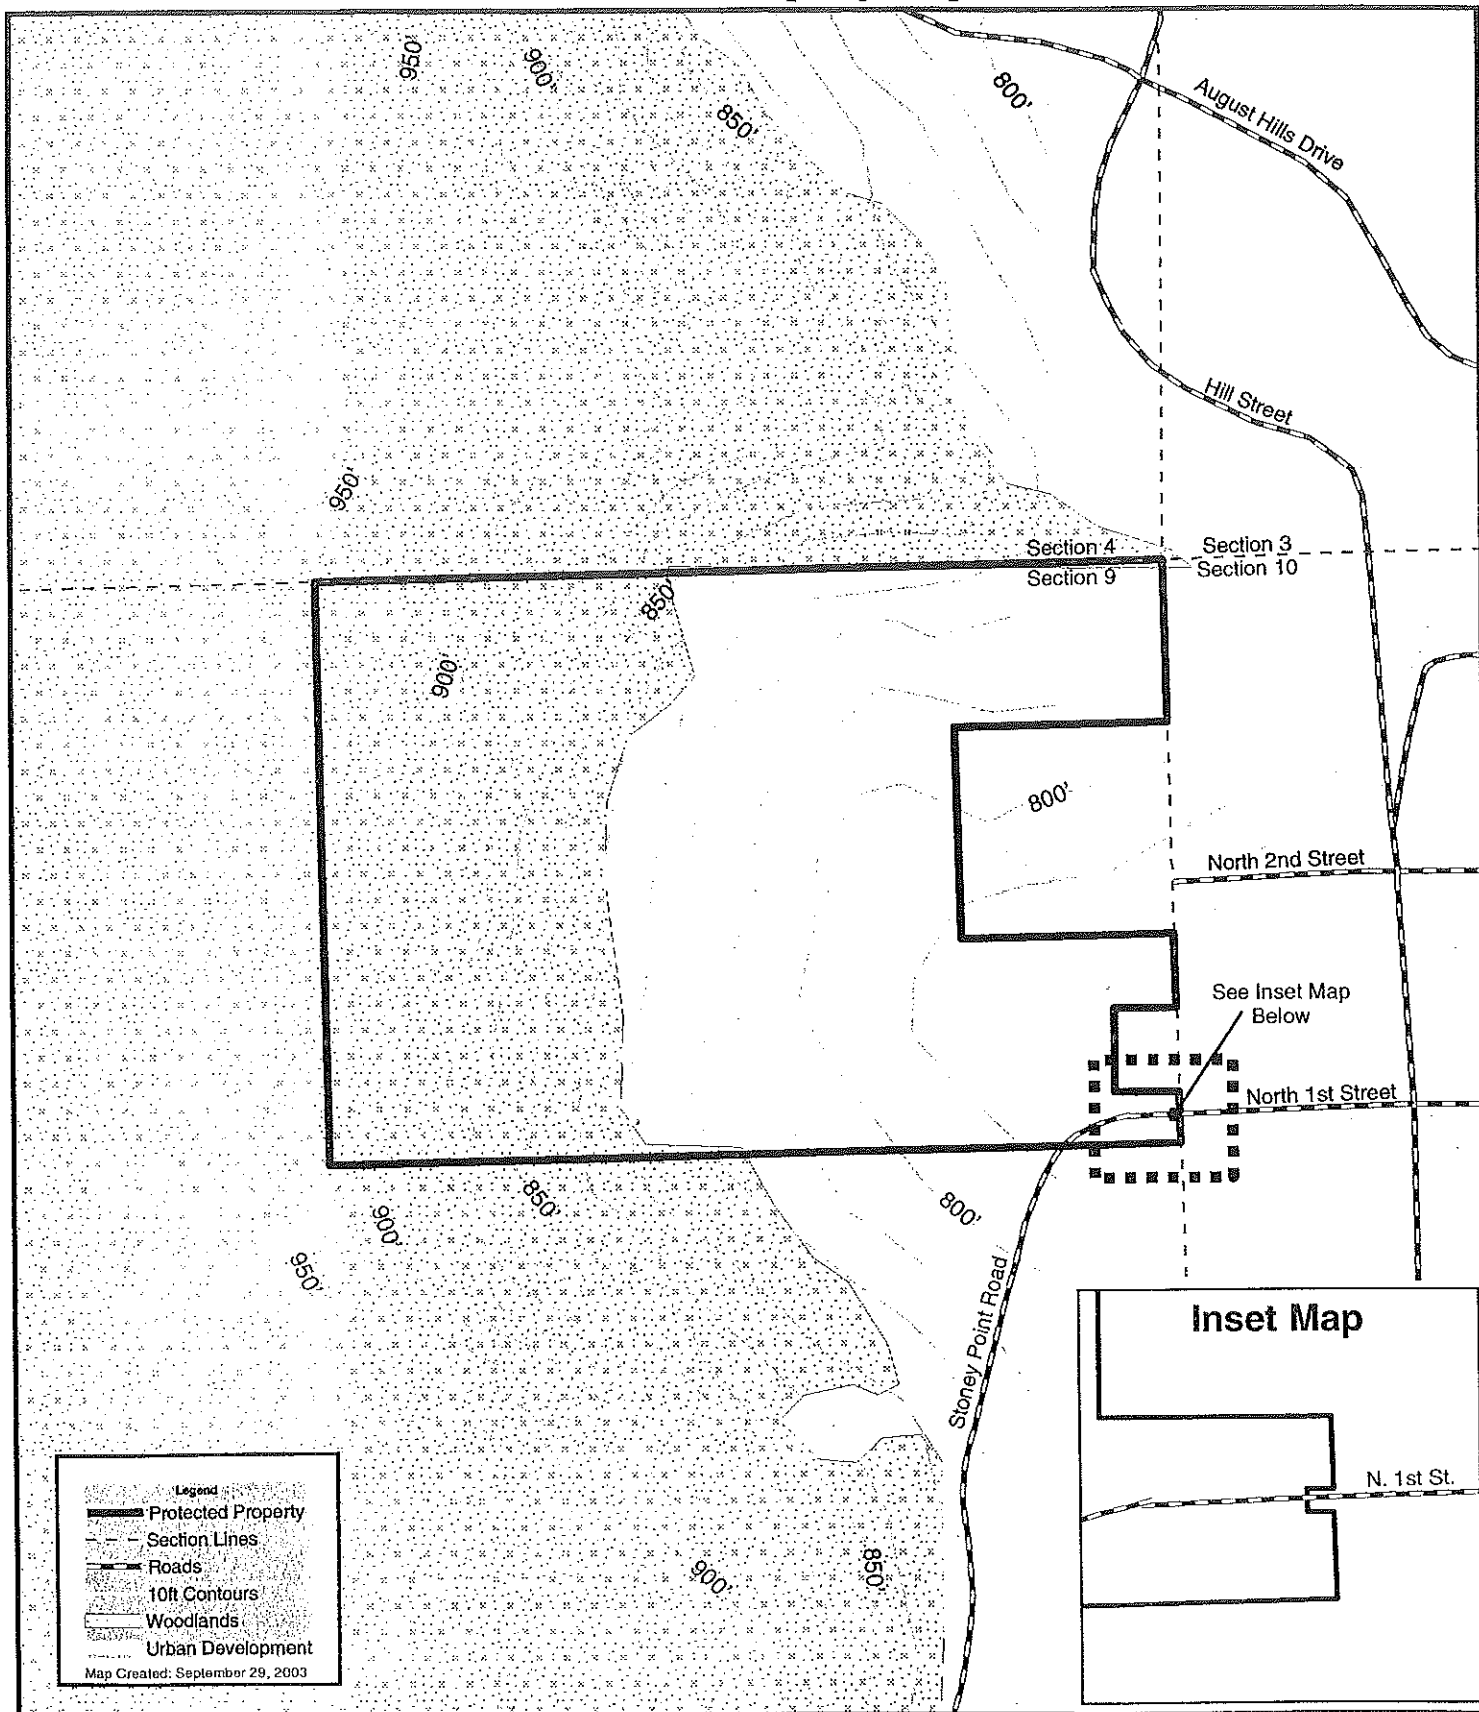 950'
900'
850'
800'
August Hills Drive
Hill Street
950'
Section 4
Section 3
Section 9
Section 10
850'
900'
800'
North 2nd Street
See Inset Map
Below
North 1st Street
850'
900'
950'
800'
Stoney Point Road
Inset Map
N. 1st St.
900'
850'
Legend
Protected Property
Section Lines
Roads
10ft Contours
Woodlands
Urban Development
Map Created: September 29, 2003